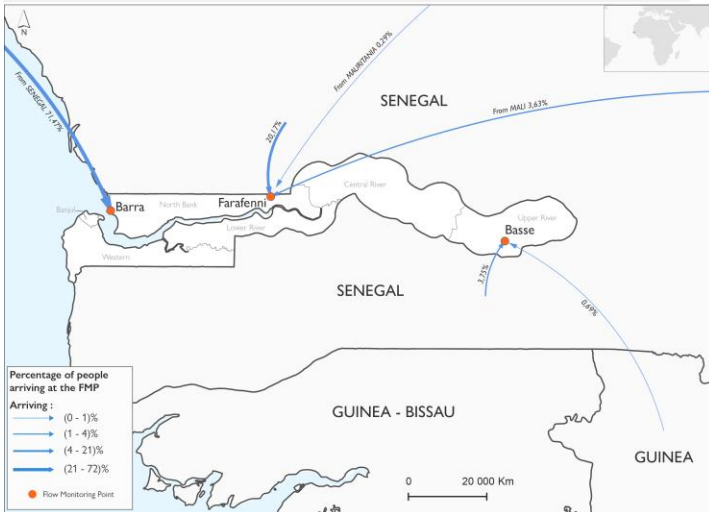 N
From MAURITANIA 0,29%
SENEGAL
From MALI 3,63%
From SENEGAL 71,47%
20,17%
Central River
Barra
North Bank
Farafenni
Banjul
Lower River
Upper River
Basse
Western
3,75%
SENEGAL
0,69%
Percentage of people
arriving at the FMP
Arriving :
(0 - 1)%
(1 - 4)%
(4 - 21)%
(21 - 72)%
Flow Monitoring Point
GUINEA - BISSAU
GUINEA
0 20 000 Km